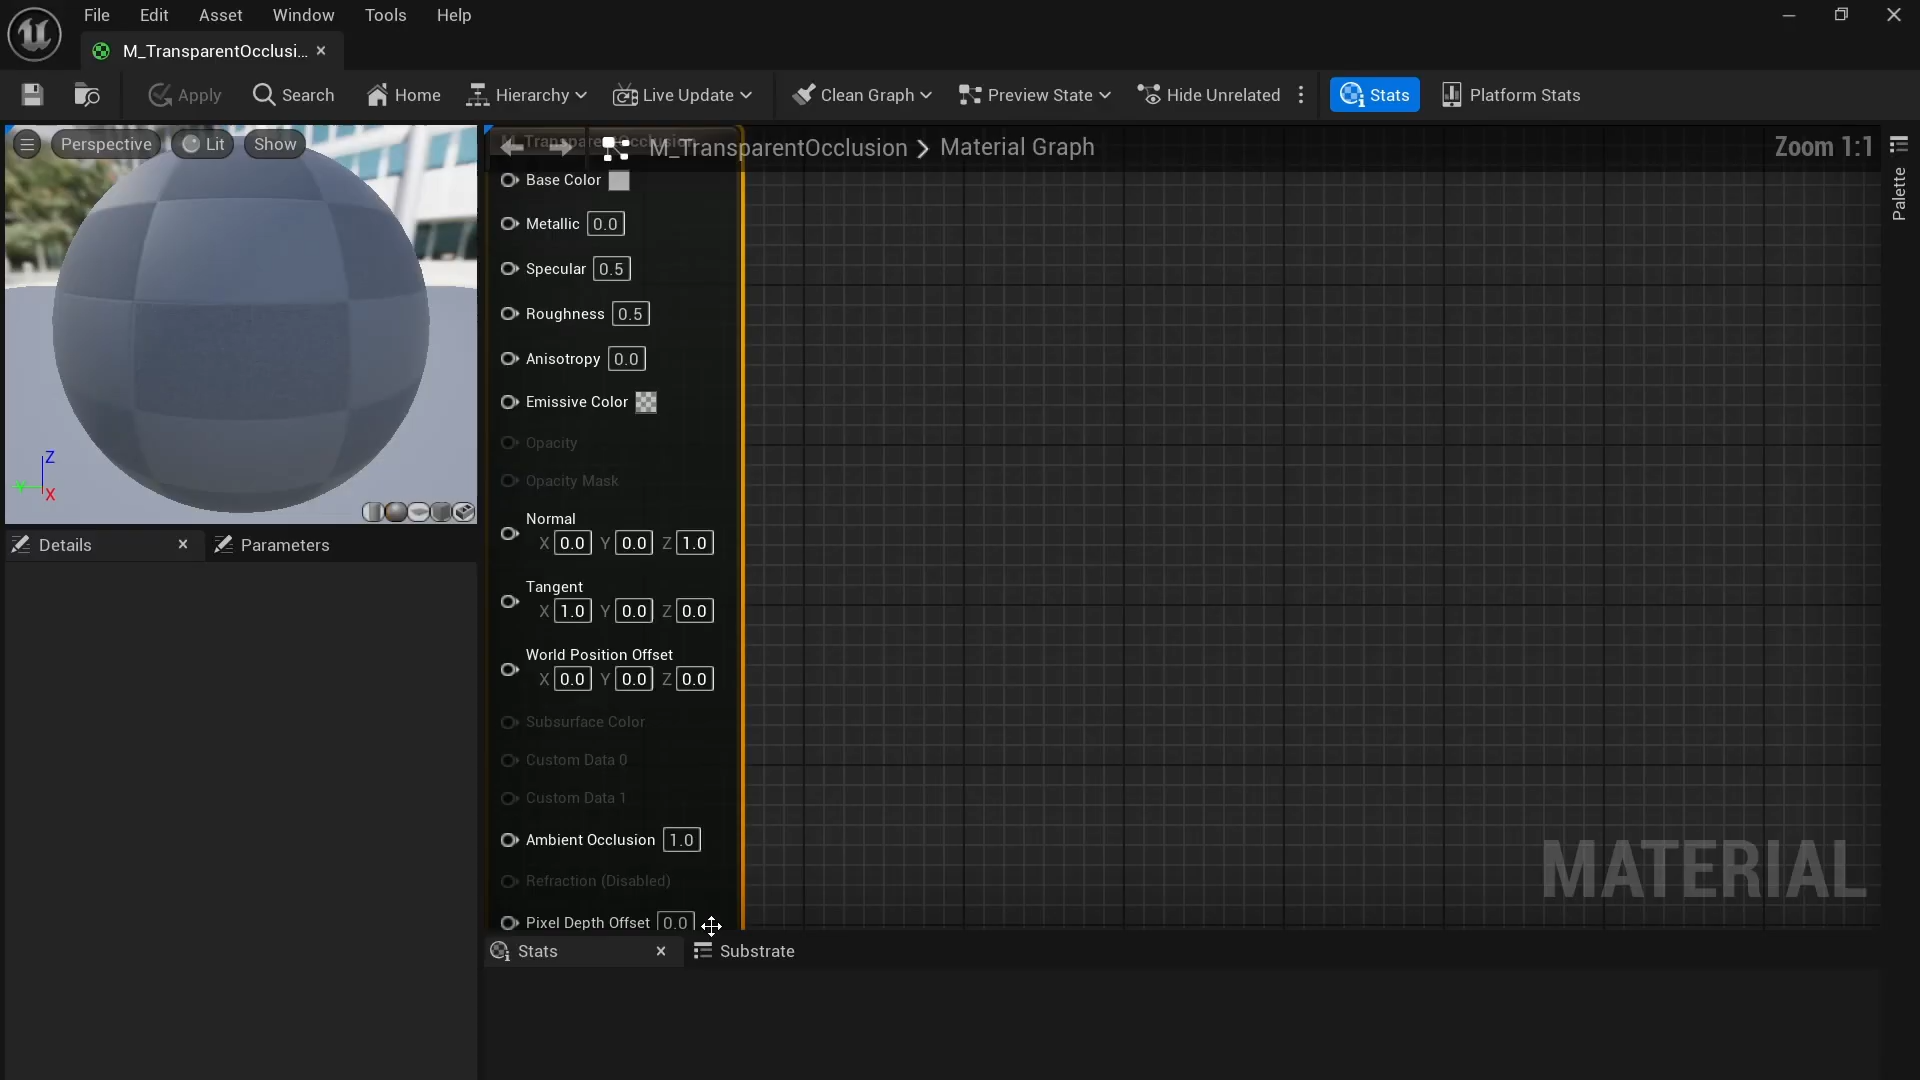 File Edit Asset Window Tools Help
M_TransparentOcclusi...
Apply Search Home Hierarchy Live Update Clean Graph Preview State Hide Unrelated Stats Platform Stats
Perspective Lit Show
M_TransparentOcclusion
M_TransparentOcclusion Material Graph
Zoom 1:1
Palette
Base Color
Metallic 0.0
Specular 0.5
Roughness 0.5
Anisotropy 0.0
Emissive Color
Opacity
Opacity Mask
Normal
X 0.0 Y 0.0 Z 1.0
Tangent
X 1.0 Y 0.0 Z 0.0
World Position Offset
X 0.0 Y 0.0 Z 0.0
Subsurface Color
Custom Data 0
Custom Data 1
Ambient Occlusion 1.0
Refraction (Disabled)
Pixel Depth Offset 0.0
MATERIAL
Z
Y
X
Details Parameters
Stats Substrate